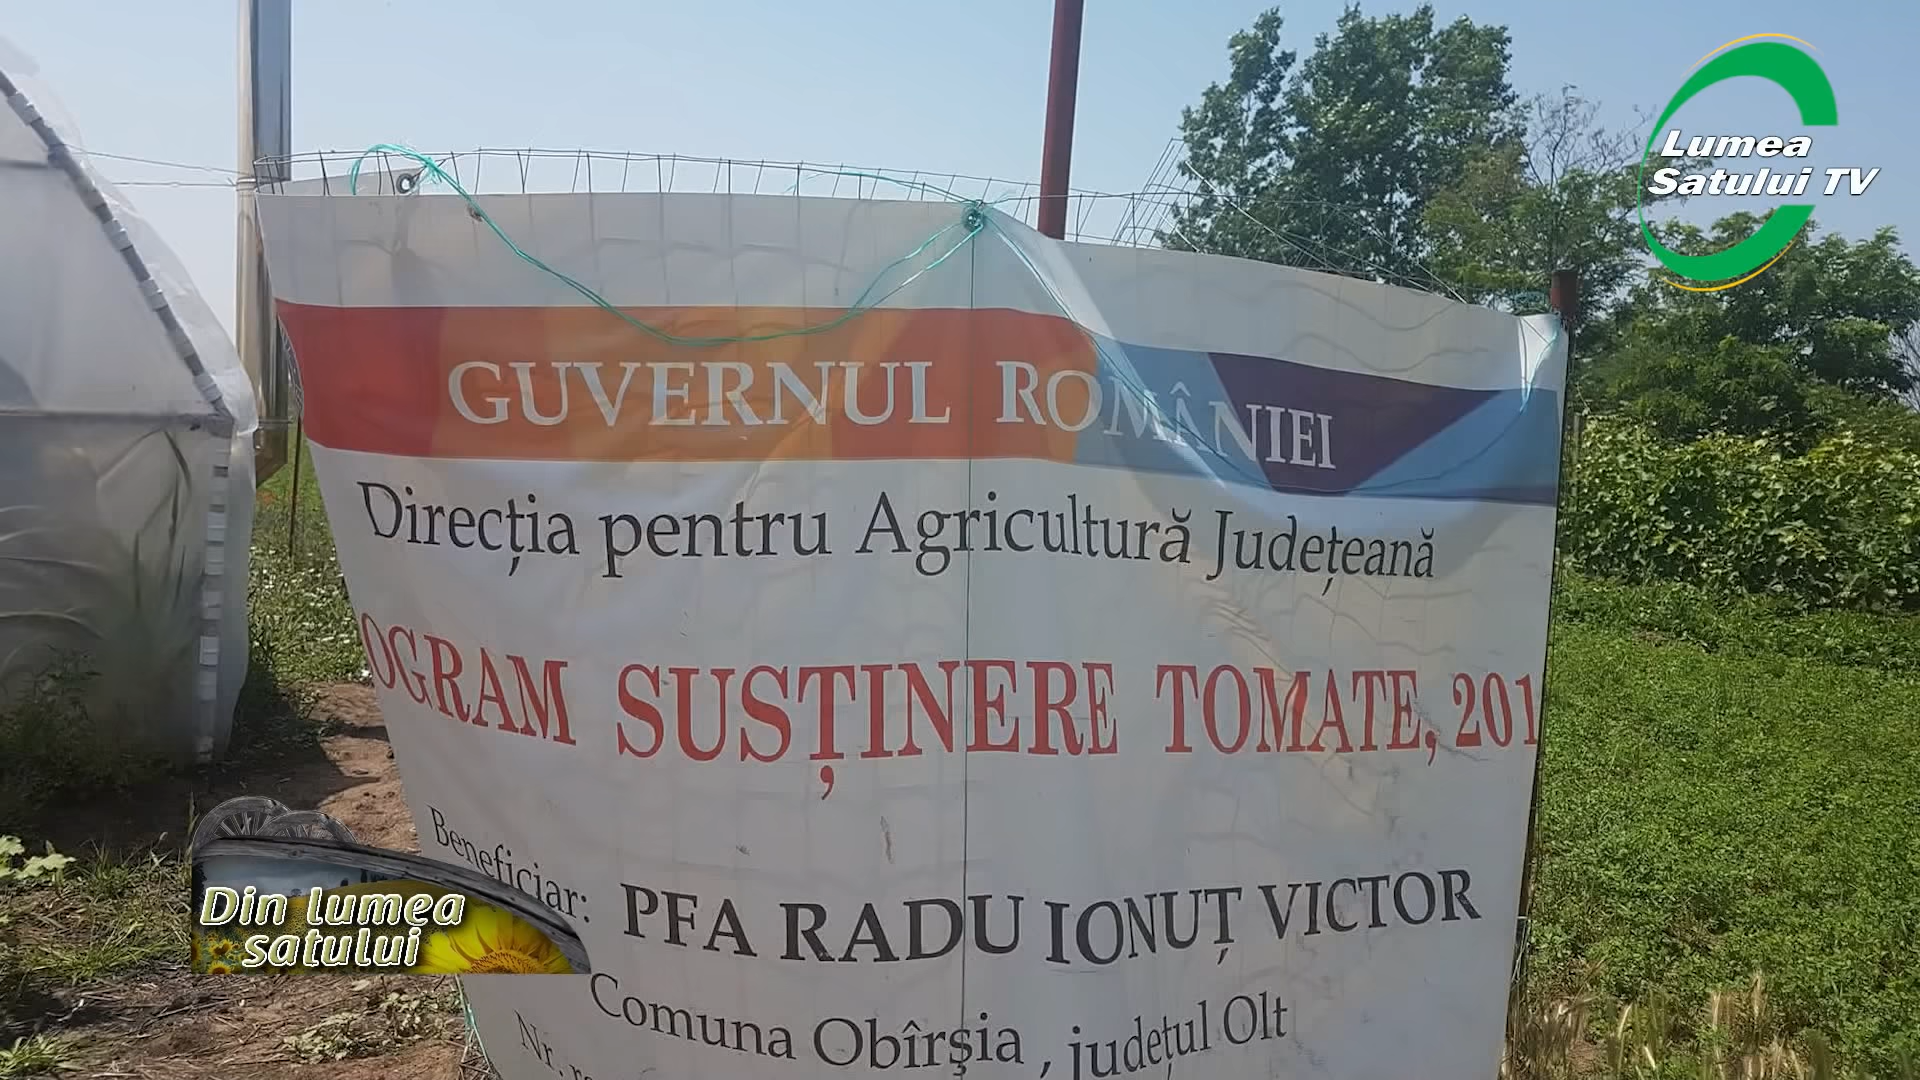 Lumea
Satului TV
GUVERNUL ROMÂNIEI
Direcția pentru Agricultură Județeană
OGRAM SUSȚINERE TOMATE, 201
Beneficiar: PFA RADU IONUȚ VICTOR
Comuna Obîrșia, județul Olt
Nr. r
Din lumea
satului